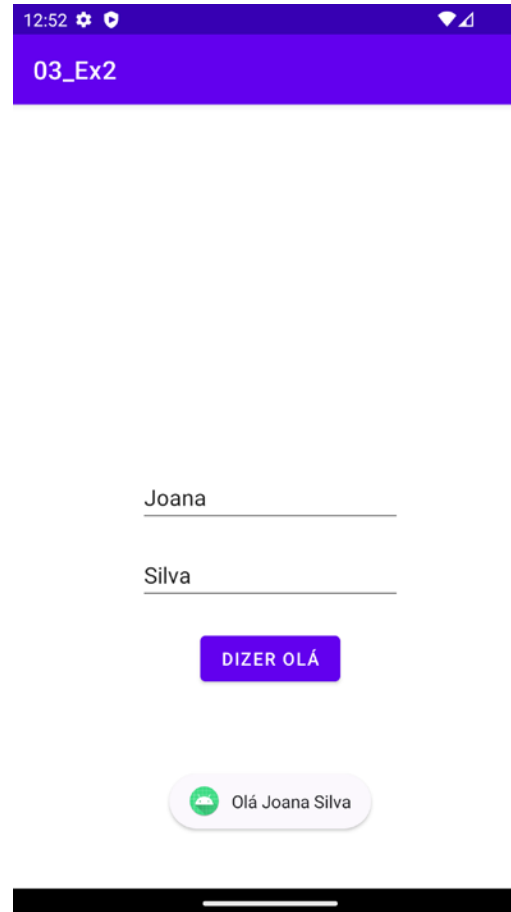 12:52
03_Ex2
Joana
Silva
DIZER OLÁ
Olá Joana Silva